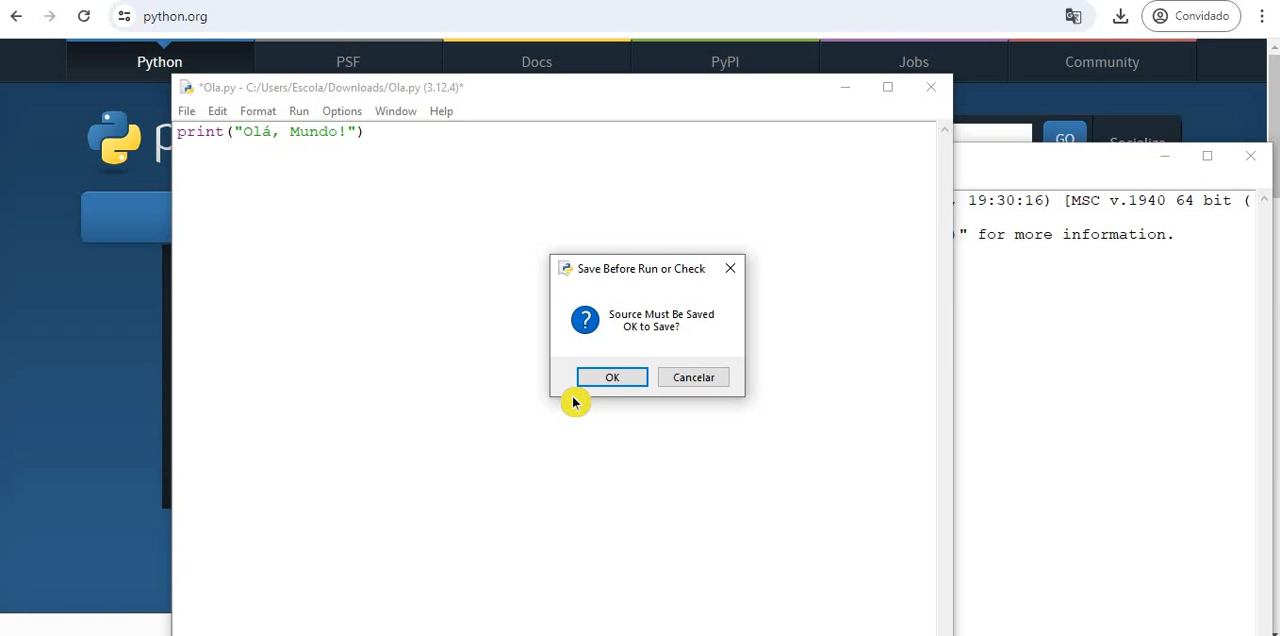 python.org
Convidado
Python PSF Docs PyPI Jobs Community
*Ola.py - C:/Users/Escola/Downloads/Ola.py (3.12.4)*
File Edit Format Run Options Window Help
print("Olá, Mundo!")
GO
Socialize
19:30:16) [MSC v.1940 64 bit (
)" for more information.
Save Before Run or Check
Source Must Be Saved
OK to Save?
OK Cancelar